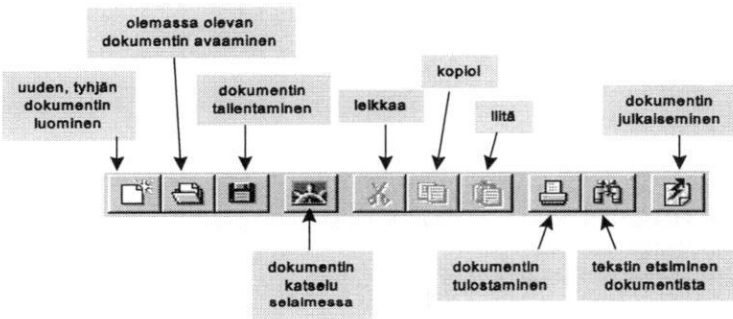 olemassa olevan
dokumentin avaaminen
uuden, tyhjän
dokumentin
luominen
dokumentin
tallentaminen
leikkaa
kopioi
liitä
dokumentin
julkaiseminen
dokumentin
katselu
selaimessa
dokumentin
tulostaminen
tekstin etsiminen
dokumentista